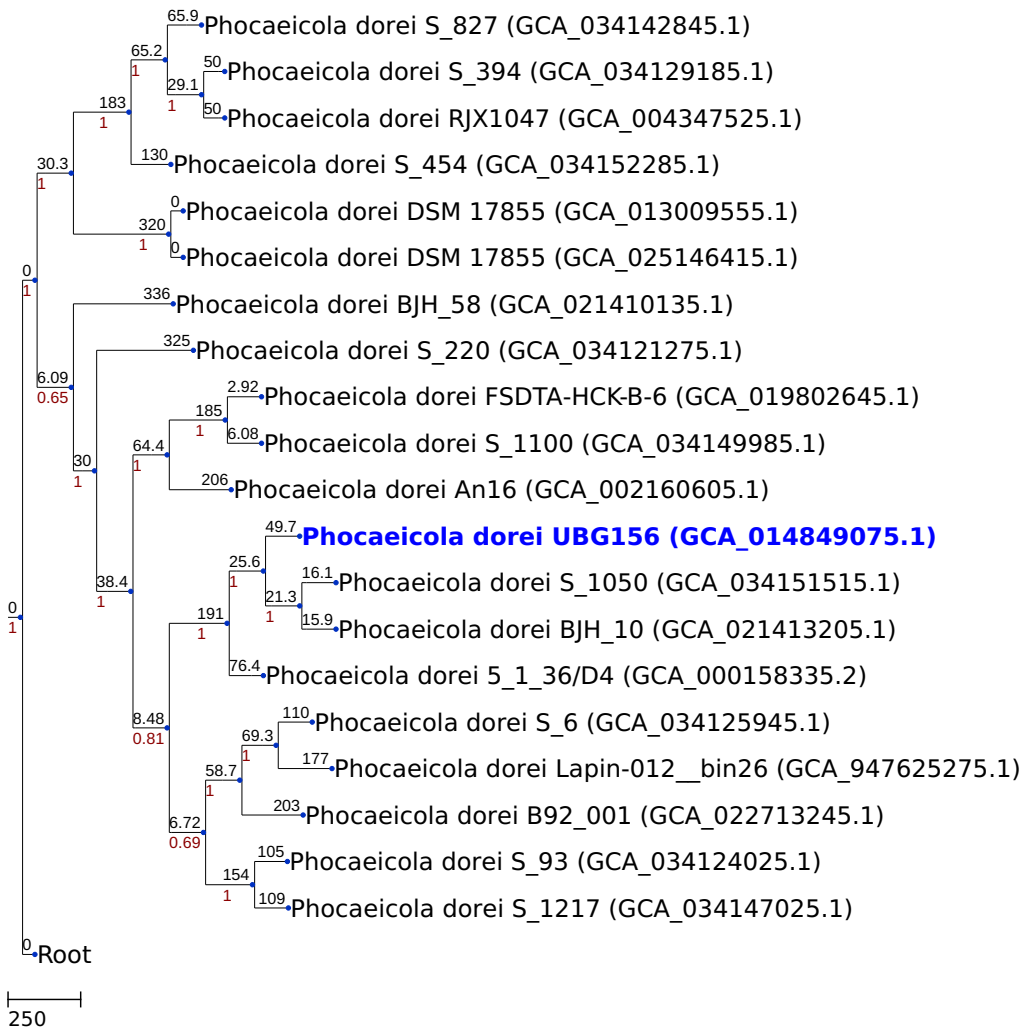 65.9
Phocaeicola dorei S_827 (GCA_034142845.1)
65.2
1
50
Phocaeicola dorei S_394 (GCA_034129185.1)
29.1
1
183
1
50
Phocaeicola dorei RJX1047 (GCA_004347525.1)
130
Phocaeicola dorei S_454 (GCA_034152285.1)
30.3
1
0
Phocaeicola dorei DSM 17855 (GCA_013009555.1)
320
1
0
Phocaeicola dorei DSM 17855 (GCA_025146415.1)
0
1
336
Phocaeicola dorei BJH_58 (GCA_021410135.1)
325
Phocaeicola dorei S_220 (GCA_034121275.1)
6.09
0.65
2.92
Phocaeicola dorei FSDTA-HCK-B-6 (GCA_019802645.1)
185
1
6.08
Phocaeicola dorei S_1100 (GCA_034149985.1)
64.4
1
30
1
206
Phocaeicola dorei An16 (GCA_002160605.1)
49.7
Phocaeicola dorei UBG156 (GCA_014849075.1)
25.6
1
16.1
Phocaeicola dorei S_1050 (GCA_034151515.1)
38.4
1
21.3
1
0
1
191
1
15.9
Phocaeicola dorei BJH_10 (GCA_021413205.1)
76.4
Phocaeicola dorei 5_1_36/D4 (GCA_000158335.2)
8.48
0.81
110
Phocaeicola dorei S_6 (GCA_034125945.1)
69.3
1
177
Phocaeicola dorei Lapin-012__bin26 (GCA_947625275.1)
58.7
1
203
Phocaeicola dorei B92_001 (GCA_022713245.1)
6.72
0.69
105
Phocaeicola dorei S_93 (GCA_034124025.1)
154
1
109
Phocaeicola dorei S_1217 (GCA_034147025.1)
0
Root
250